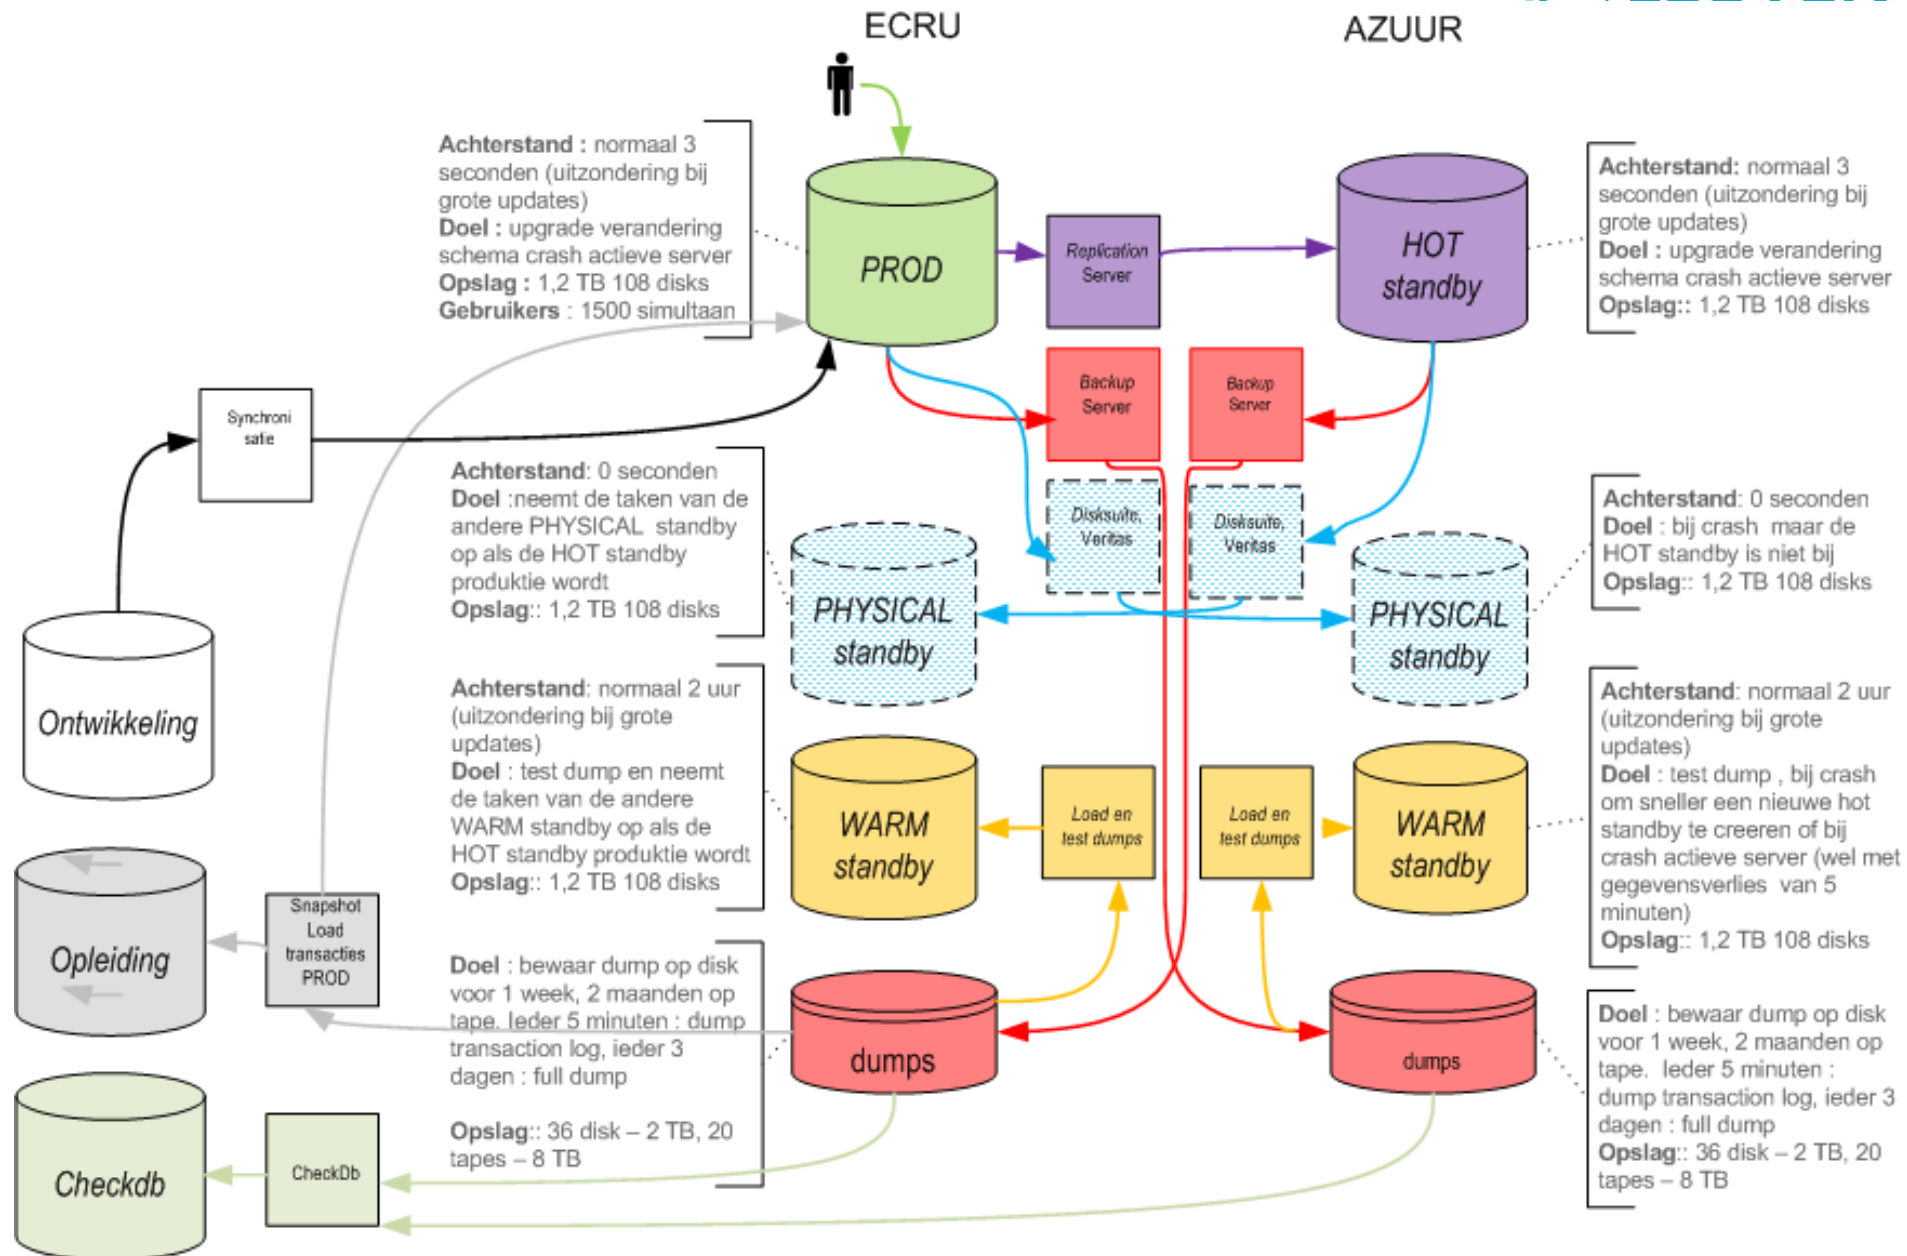 ECRU
AZUUR
Achterstand : normaal 3
seconden (uitzondering bij
grote updates)
Doel : upgrade verandering
schema crash actieve server
Opslag : 1,2 TB 108 disks
Gebruikers : 1500 simultaan
PROD
Replication
Server
HOT
standby
Achterstand: normaal 3
seconden (uitzondering bij
grote updates)
Doel : upgrade verandering
schema crash actieve server
Opslag:: 1,2 TB 108 disks
Backup
Server
Backup
Server
Synchroni
satie
Achterstand: 0 seconden
Doel :neemt de taken van de
andere PHYSICAL standby
op als de HOT standby
produktie wordt
Opslag:: 1,2 TB 108 disks
Disksuite,
Veritas
Disksuite,
Veritas
PHYSICAL
standby
PHYSICAL
standby
Achterstand: 0 seconden
Doel : bij crash maar de
HOT standby is niet bij
Opslag:: 1,2 TB 108 disks
Ontwikkeling
Achterstand: normaal 2 uur
(uitzondering bij grote
updates)
Doel : test dump en neemt
de taken van de andere
WARM standby op als de
HOT standby produktie wordt
Opslag:: 1,2 TB 108 disks
WARM
standby
Load en
test dumps
Load en
test dumps
WARM
standby
Achterstand: normaal 2 uur
(uitzondering bij grote
updates)
Doel : test dump , bij crash
om sneller een nieuwe hot
standby te creeren of bij
crash actieve server (wel met
gegevensverlies van 5
minuten)
Opslag:: 1,2 TB 108 disks
Opleiding
Snapshot
Load
transacties
PROD
Doel : bewaar dump op disk
voor 1 week, 2 maanden op
tape. Ieder 5 minuten : dump
transaction log, ieder 3
dagen : full dump
Opslag:: 36 disk – 2 TB, 20
tapes – 8 TB
dumps
dumps
Doel : bewaar dump op disk
voor 1 week, 2 maanden op
tape. Ieder 5 minuten :
dump transaction log, ieder 3
dagen : full dump
Opslag:: 36 disk – 2 TB, 20
tapes – 8 TB
Checkdb
CheckDb